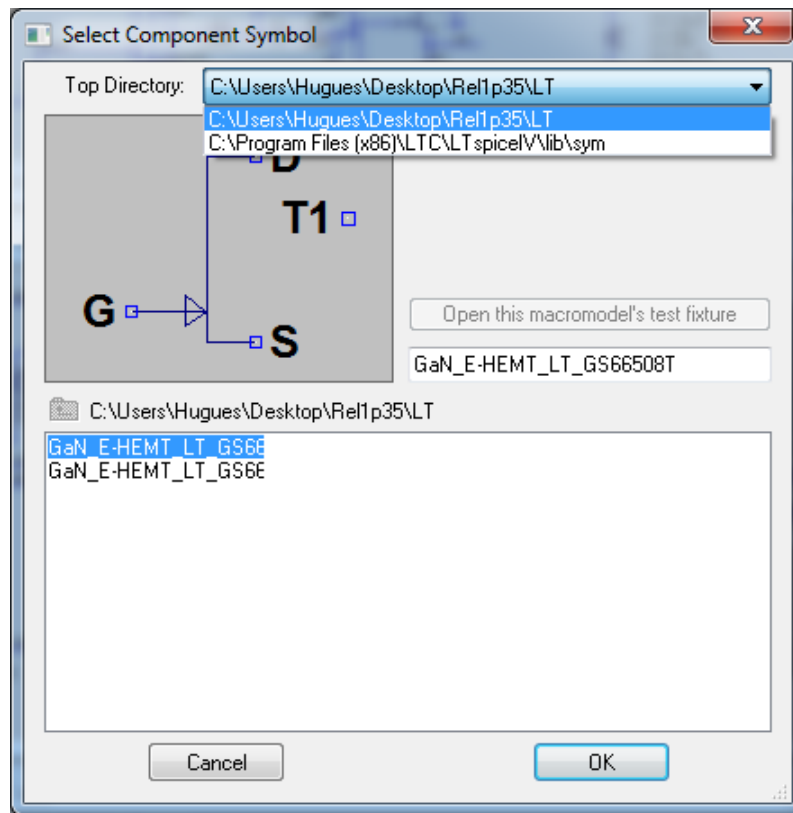 Select Component Symbol
Top Directory: C:\Users\Hugues\Desktop\Rel1p35\LT
C:\Users\Hugues\Desktop\Rel1p35\LT
C:\Program Files (x86)\LTC\LTspiceIV\lib\sym
D
T1
G
S
Open this macromodel's test fixture
GaN_E-HEMT_LT_GS66508T
C:\Users\Hugues\Desktop\Rel1p35\LT
GaN_E-HEMT_LT_GS66
GaN_E-HEMT_LT_GS66
Cancel OK